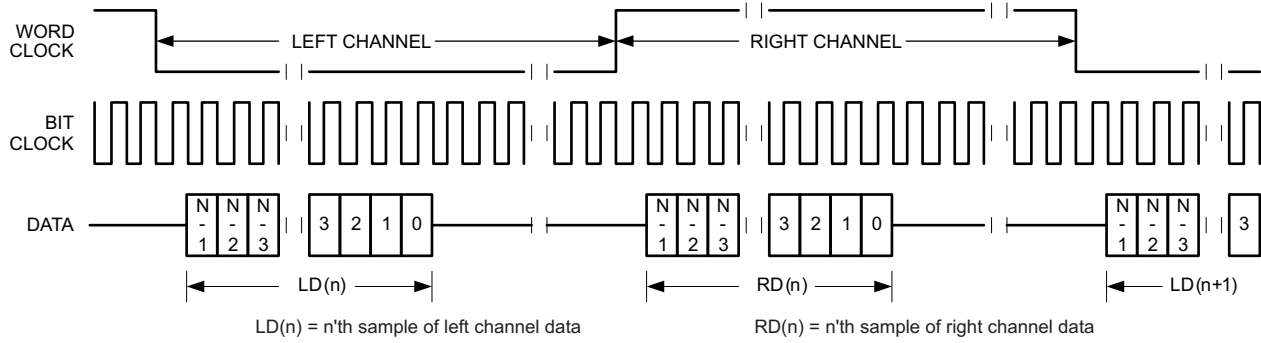 WORD
CLOCK
LEFT CHANNEL
RIGHT CHANNEL
BIT
CLOCK
DATA
N
-
1
N
-
2
N
-
3
3
2
1
0
N
-
1
N
-
2
N
-
3
3
2
1
0
N
-
1
N
-
2
N
-
3
3
LD(n)
RD(n)
LD(n+1)
LD(n) = n'th sample of left channel data
RD(n) = n'th sample of right channel data